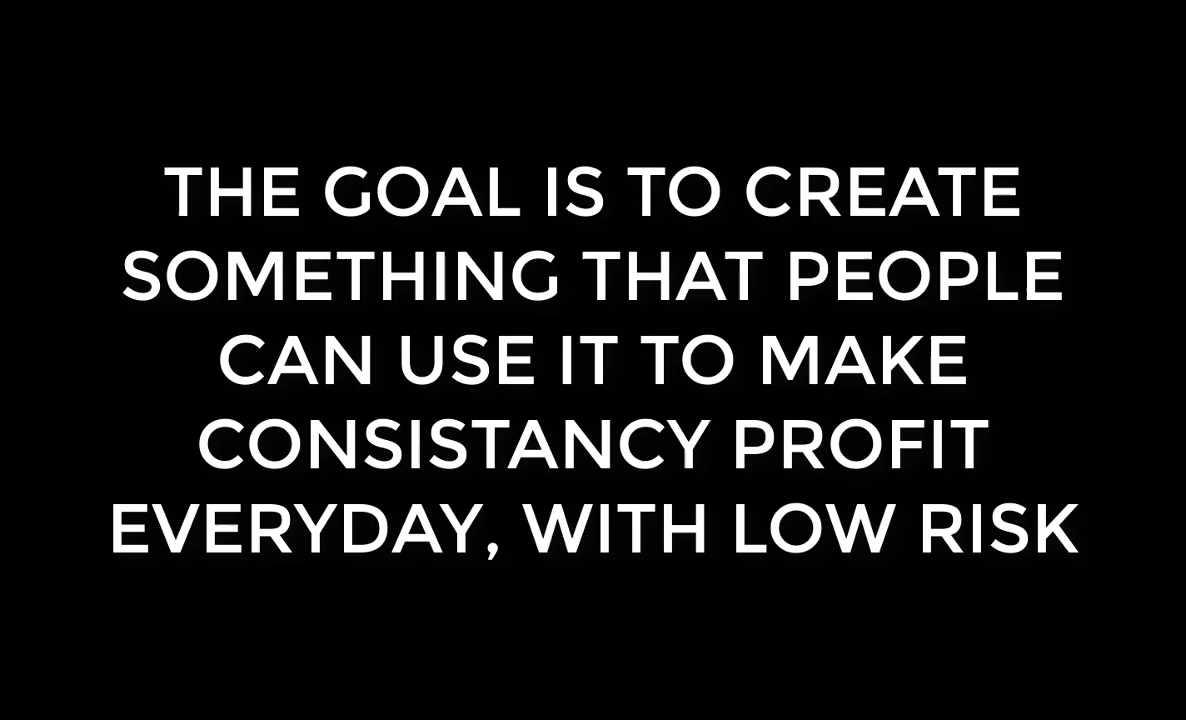 THE GOAL IS TO CREATE
SOMETHING THAT PEOPLE
CAN USE IT TO MAKE
CONSISTANCY PROFIT
EVERYDAY, WITH LOW RISK